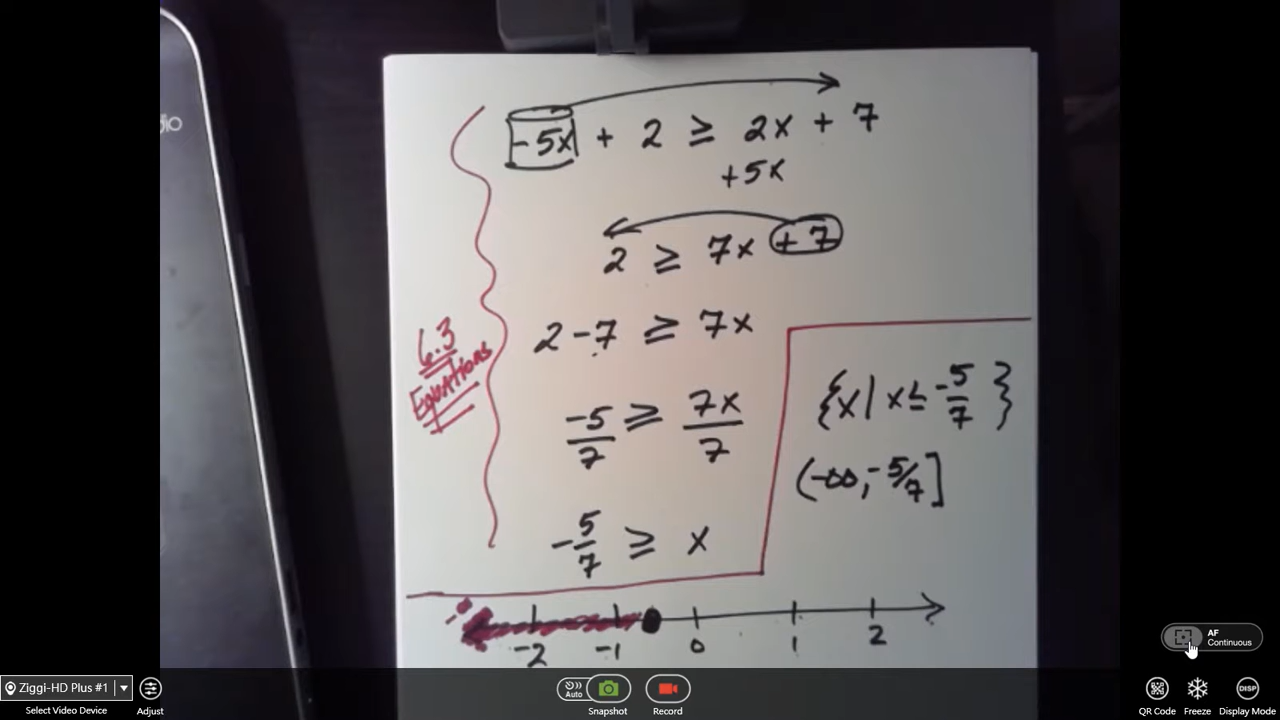 -5x + 2 ≥ 2x + 7
+5x
2 ≥ 7x + 7
2 - 7 ≥ 7x
-5/7 ≥ 7x/7
-5/7 ≥ x
6.3
Equations
{x | x ≤ -5/7}
(-∞, -5/7]
-∞
-2 -1 0 1 2
AF
Continuous
Ziggi-HD Plus #1
Select Video Device
Adjust
Auto
Snapshot
Record
QR Code
Freeze
DISP
Display Mode